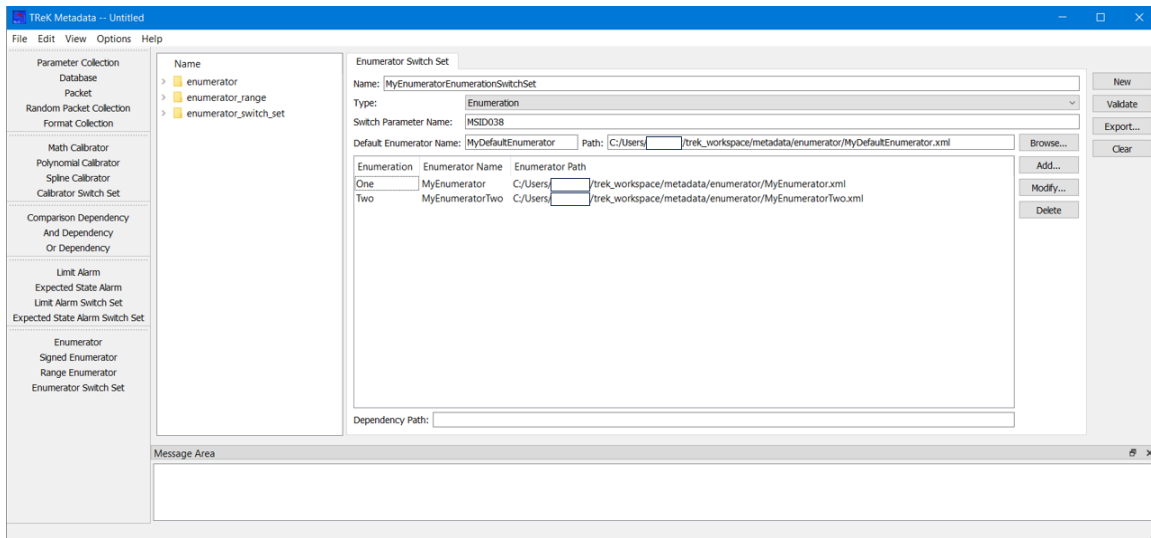 TReK Metadata -- Untitled
File Edit View Options Help
Parameter Collection
Database
Packet
Random Packet Collection
Format Collection
Math Calibrator
Polynomial Calibrator
Spline Calibrator
Calibrator Switch Set
Comparison Dependency
And Dependency
Or Dependency
Limit Alarm
Expected State Alarm
Limit Alarm Switch Set
Expected State Alarm Switch Set
Enumerator
Signed Enumerator
Range Enumerator
Enumerator Switch Set
Name
enumerator
enumerator_range
enumerator_switch_set
Enumerator Switch Set
Name: MyEnumeratorEnumerationSwitchSet
Type: Enumeration
Switch Parameter Name: MSID038
Default Enumerator Name: MyDefaultEnumerator Path: C:/Users/ /trek_workspace/metadata/enumerator/MyDefaultEnumerator.xml Browse...
Enumeration Enumerator Name Enumerator Path
One MyEnumerator C:/Users/ /trek_workspace/metadata/enumerator/MyEnumerator.xml
Two MyEnumeratorTwo C:/Users/ /trek_workspace/metadata/enumerator/MyEnumeratorTwo.xml
Add...
Modify...
Delete
Dependency Path:
New
Validate
Export...
Clear
Message Area